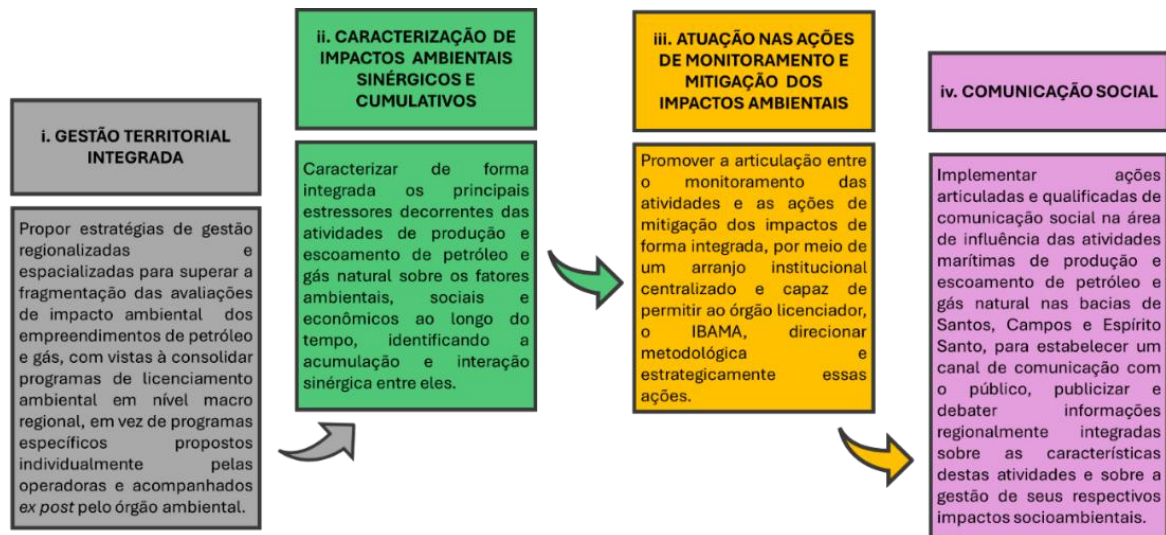 i. GESTÃO TERRITORIAL
INTEGRADA
Propor estratégias de gestão
regionalizadas e
espacializadas para superar a
fragmentação das avaliações
de impacto ambiental dos
empreendimentos de petróleo
e gás, com vistas à consolidar
programas de licenciamento
ambiental em nível macro
regional, em vez de programas
específicos propostos
individualmente pelas
operadoras e acompanhados
ex post pelo órgão ambiental.
ii. CARACTERIZAÇÃO DE
IMPACTOS AMBIENTAIS
SINÉRGICOS E
CUMULATIVOS
Caracterizar de forma
integrada os principais
estressores decorrentes das
atividades de produção e
escoamento de petróleo e
gás natural sobre os fatores
ambientais, sociais e
econômicos ao longo do
tempo, identificando a
acumulação e interação
sinérgica entre eles.
iii. ATUAÇÃO NAS AÇÕES
DE MONITORAMENTO E
MITIGAÇÃO DOS
IMPACTOS AMBIENTAIS
Promover a articulação entre
o monitoramento das
atividades e as ações de
mitigação dos impactos de
forma integrada, por meio de
um arranjo institucional
centralizado e capaz de
permitir ao órgão licenciador,
o IBAMA, direcionar
metodológica e
estrategicamente essas
ações.
iv. COMUNICAÇÃO SOCIAL
Implementar ações
articuladas e qualificadas de
comunicação social na área
de influência das atividades
marítimas de produção e
escoamento de petróleo e
gás natural nas bacias de
Santos, Campos e Espírito
Santo, para estabelecer um
canal de comunicação com
o público, publicizar e
debater informações
regionalmente integradas
sobre as características
destas atividades e sobre a
gestão de seus respectivos
impactos socioambientais.